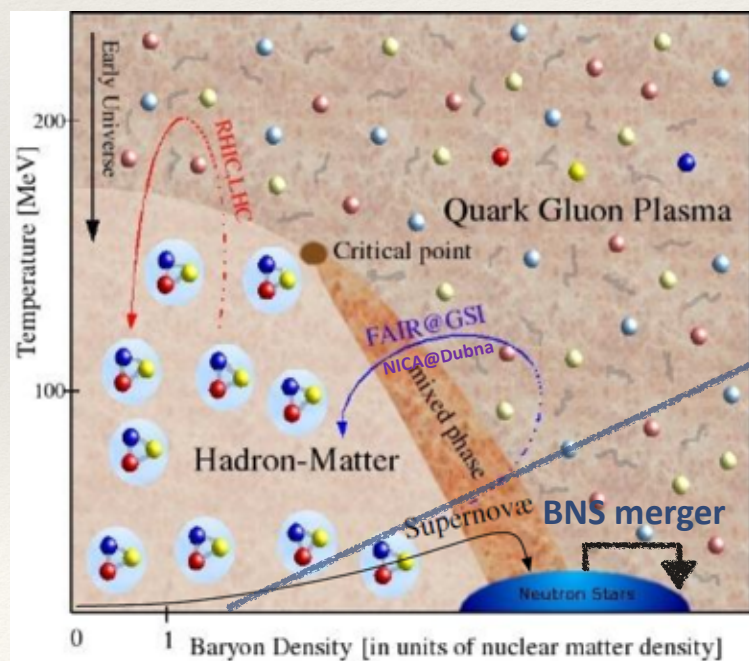 Early Universe
200
RHIC,LHC
Quark Gluon Plasma
Critical point
Temperature [MeV]
FAIR@GSI
NICA@Dubna
mixed phase
100
Hadron-Matter
Supernovæ
BNS merger
Neutron Stars
0
1
Baryon Density [in units of nuclear matter density]